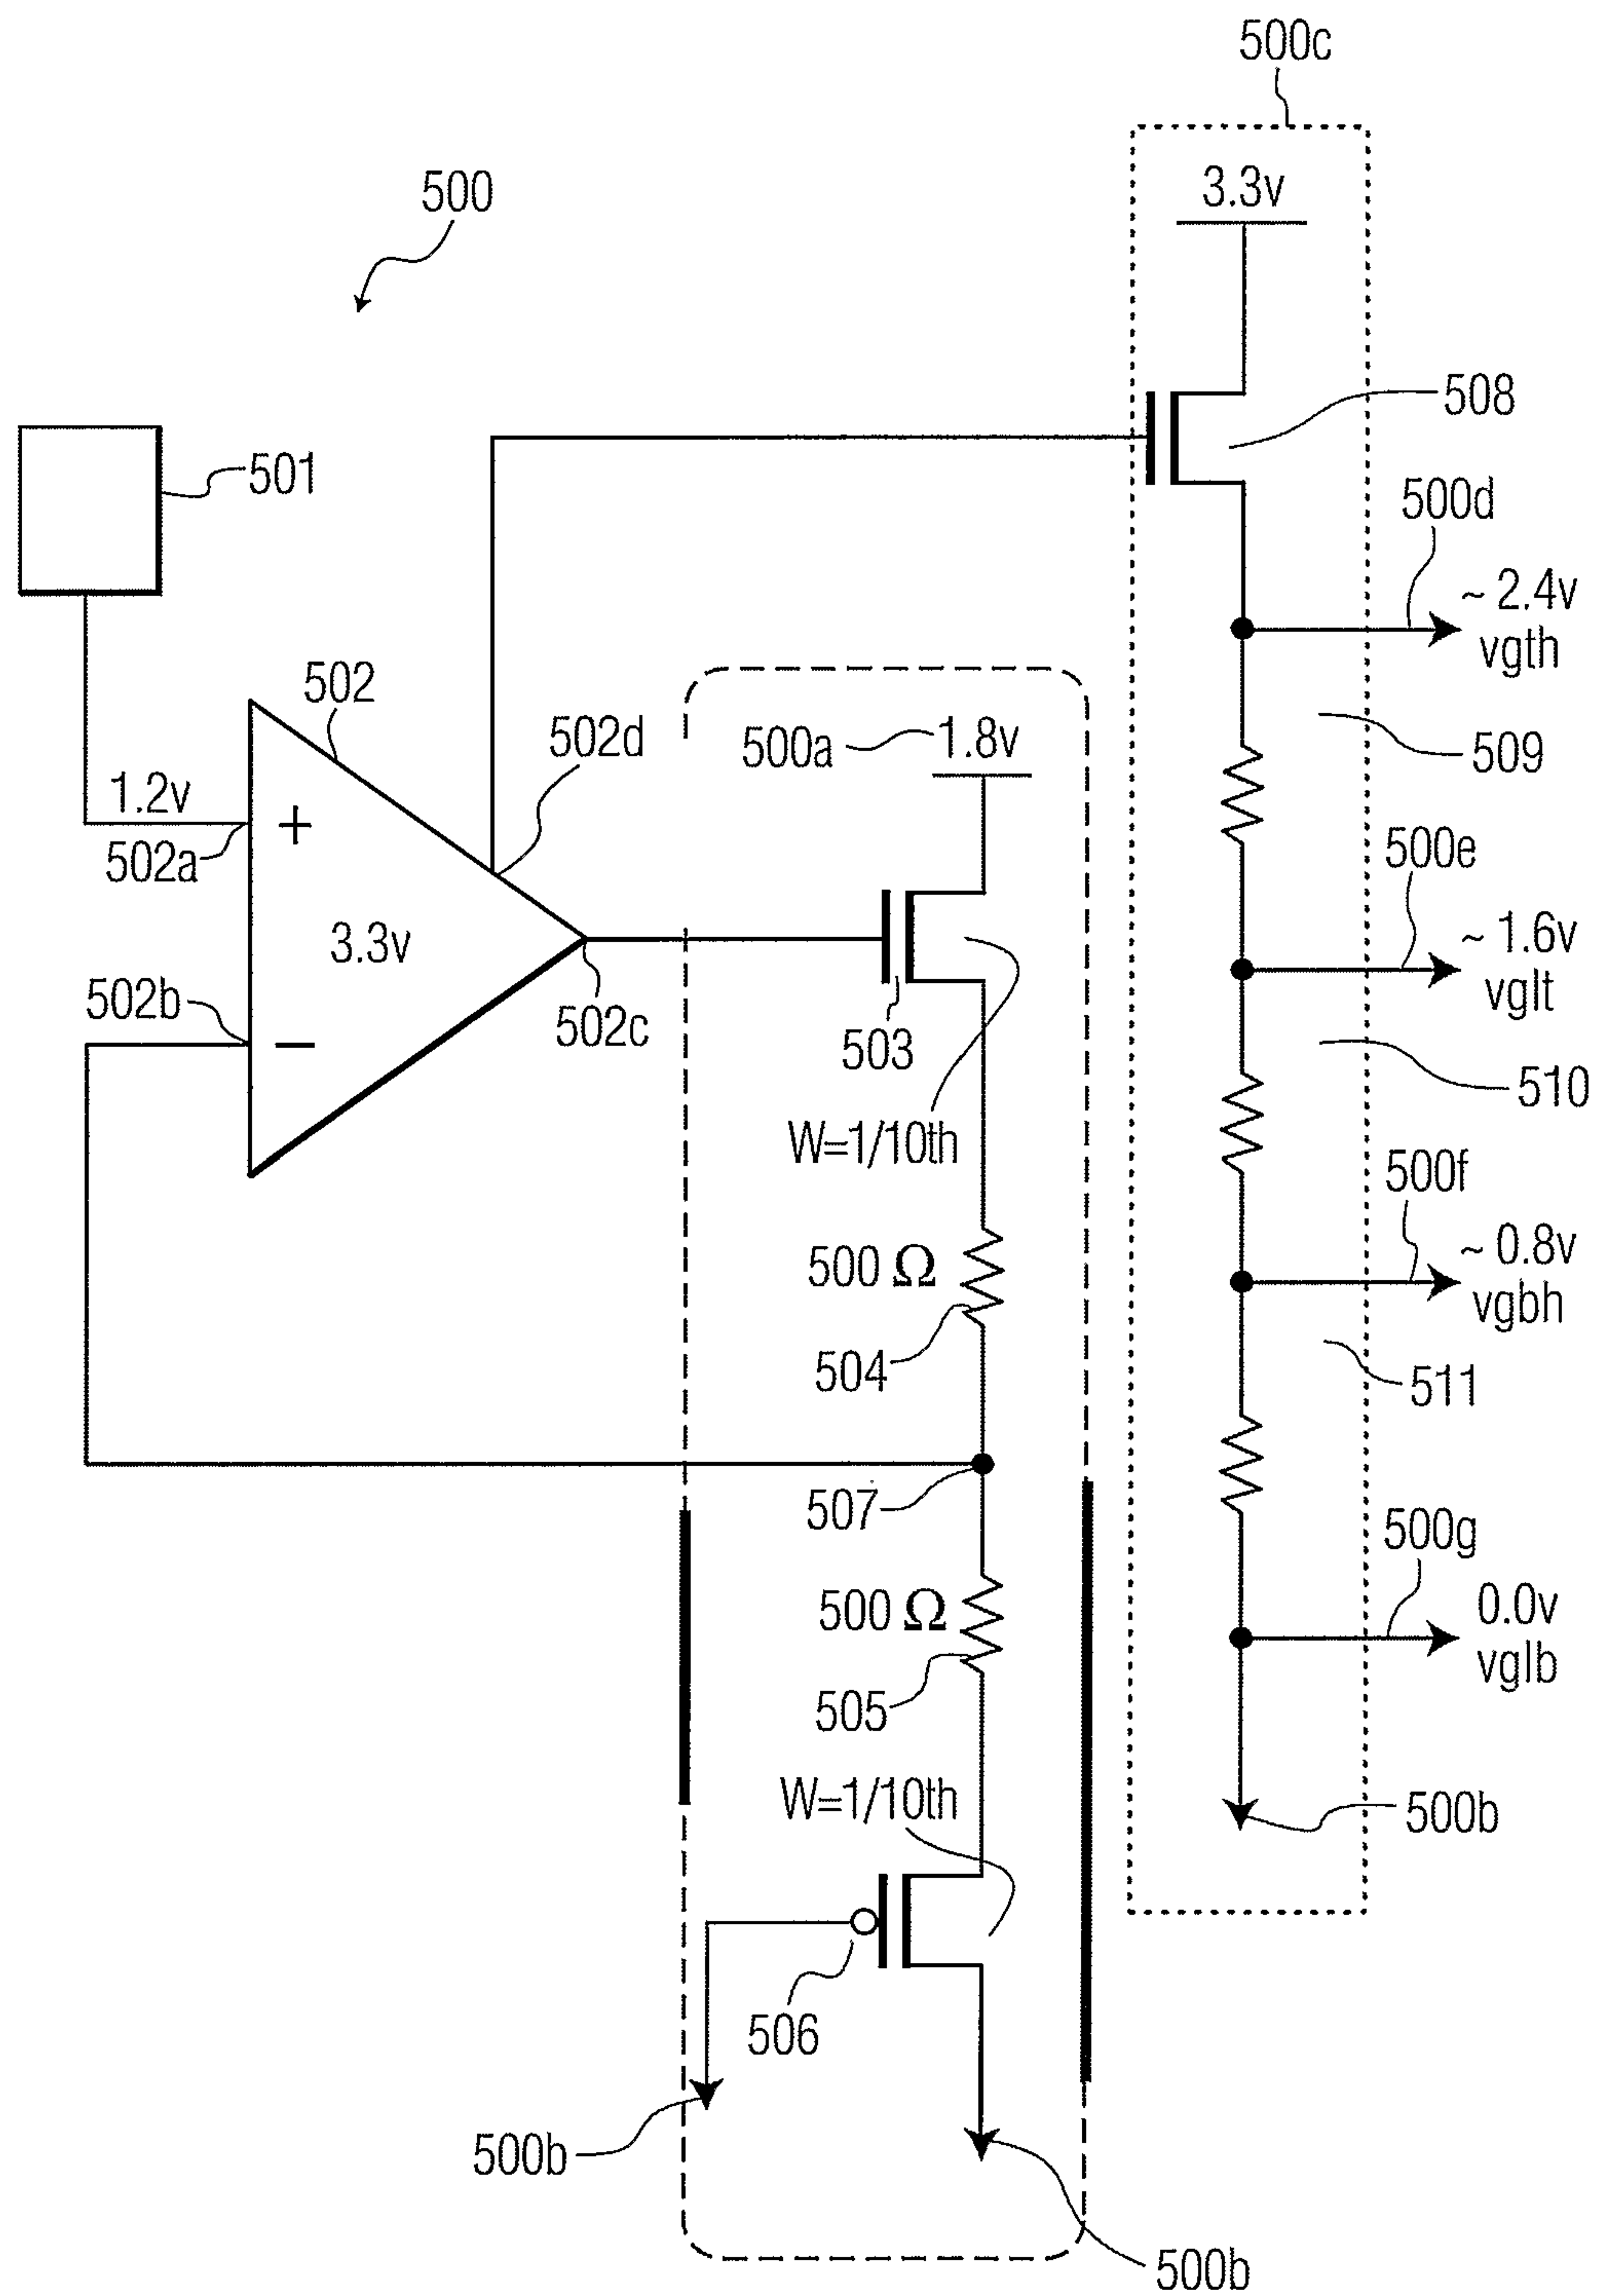 500c
3.3v
500
508
501
500d
~ 2.4v
vgth
502
502d
500a
1.8v
509
1.2v
+
502a
500e
~ 1.6v
vglt
3.3v
502b
−
502c
503
510
W=1/10th
500f
~ 0.8v
vgbh
500 Ω
504
511
507
500g
0.0v
vglb
500 Ω
505
W=1/10th
500b
506
500b
500b